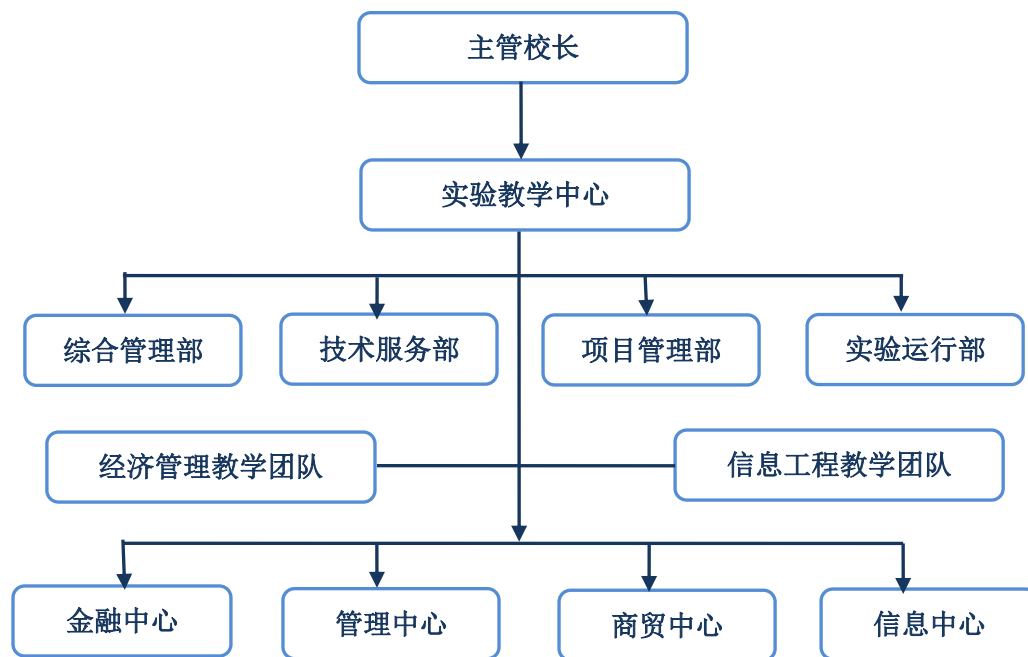 主管校长
实验教学中心
综合管理部
技术服务部
项目管理部
实验运行部
经济管理教学团队
信息工程教学团队
金融中心
管理中心
商贸中心
信息中心